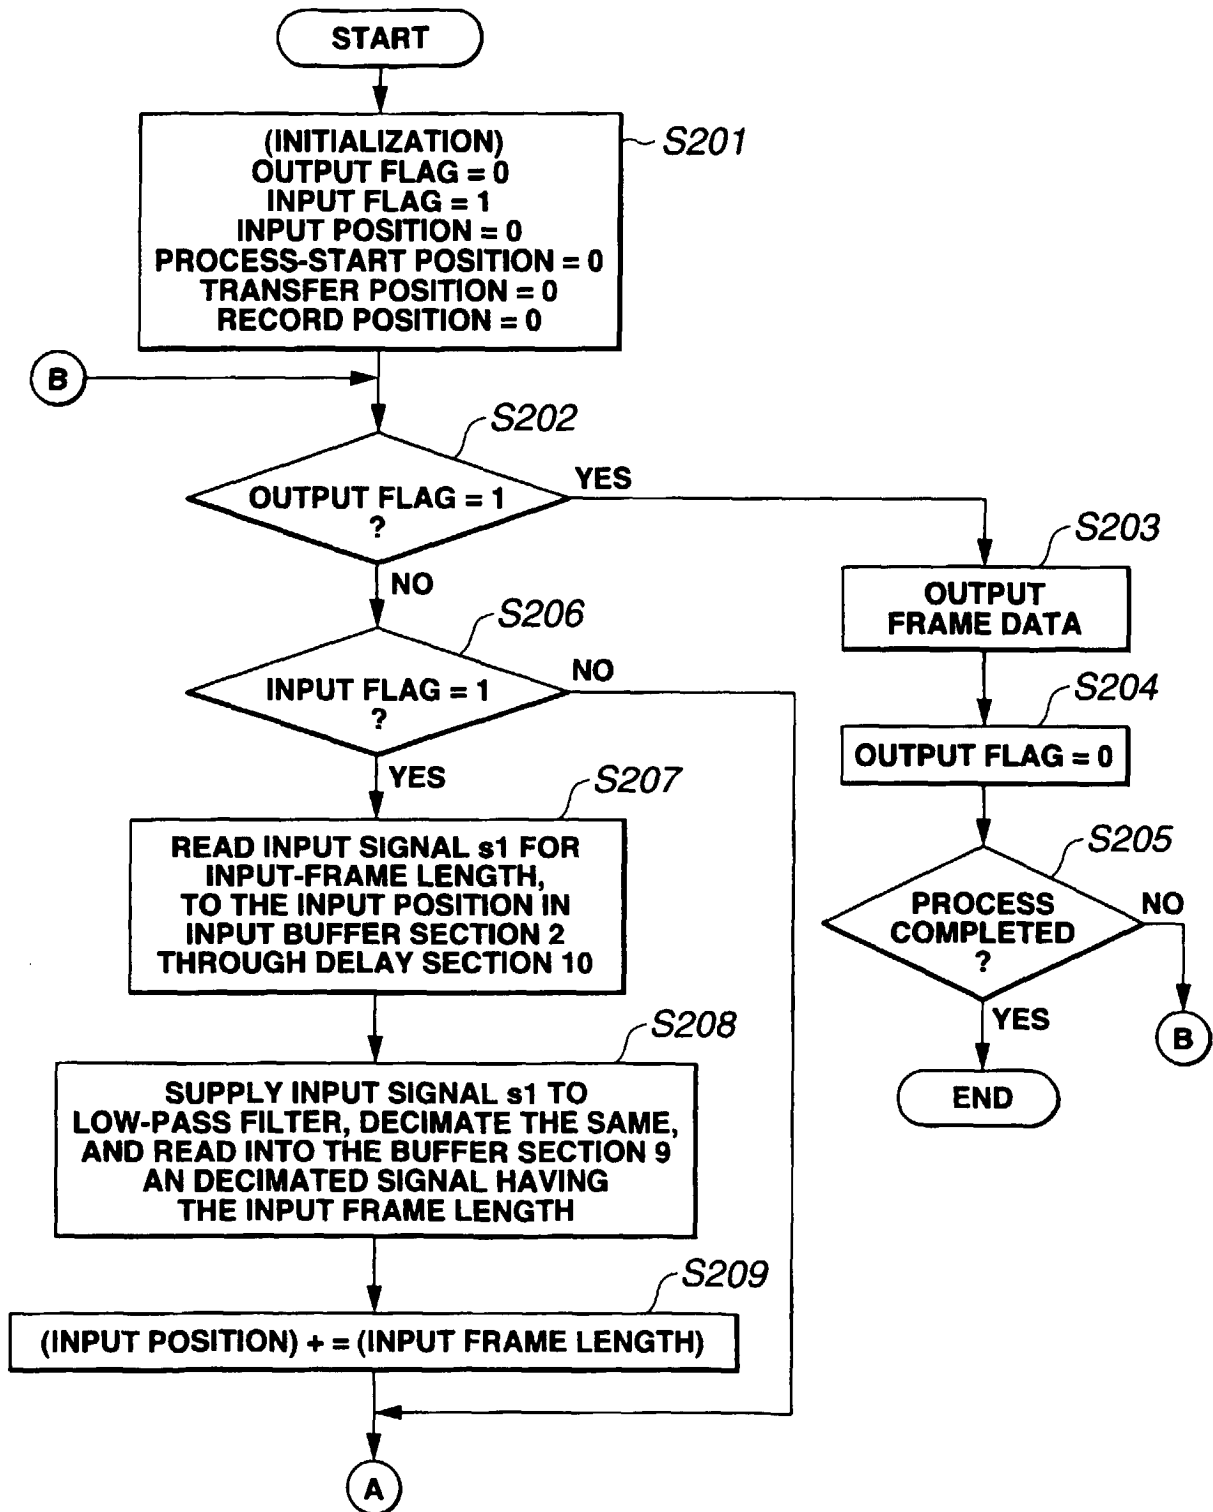 START
(INITIALIZATION)
OUTPUT FLAG = 0
INPUT FLAG = 1
INPUT POSITION = 0
PROCESS-START POSITION = 0
TRANSFER POSITION = 0
RECORD POSITION = 0
S201
B
S202
OUTPUT FLAG = 1
?
YES
NO
S203
OUTPUT
FRAME DATA
S204
OUTPUT FLAG = 0
S205
PROCESS
COMPLETED
?
NO
B
YES
END
S206
INPUT FLAG = 1
?
NO
YES
S207
READ INPUT SIGNAL s1 FOR
INPUT-FRAME LENGTH,
TO THE INPUT POSITION IN
INPUT BUFFER SECTION 2
THROUGH DELAY SECTION 10
S208
SUPPLY INPUT SIGNAL s1 TO
LOW-PASS FILTER, DECIMATE THE SAME,
AND READ INTO THE BUFFER SECTION 9
AN DECIMATED SIGNAL HAVING
THE INPUT FRAME LENGTH
S209
(INPUT POSITION) + = (INPUT FRAME LENGTH)
A